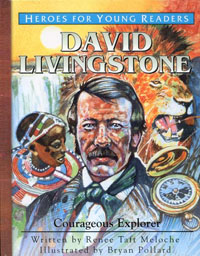 HEROES FOR YOUNG READERS
DAVID
LIVINGSTONE
Courageous Explorer
Written by Renee Taft Meloche
Illustrated by Bryan Pollard